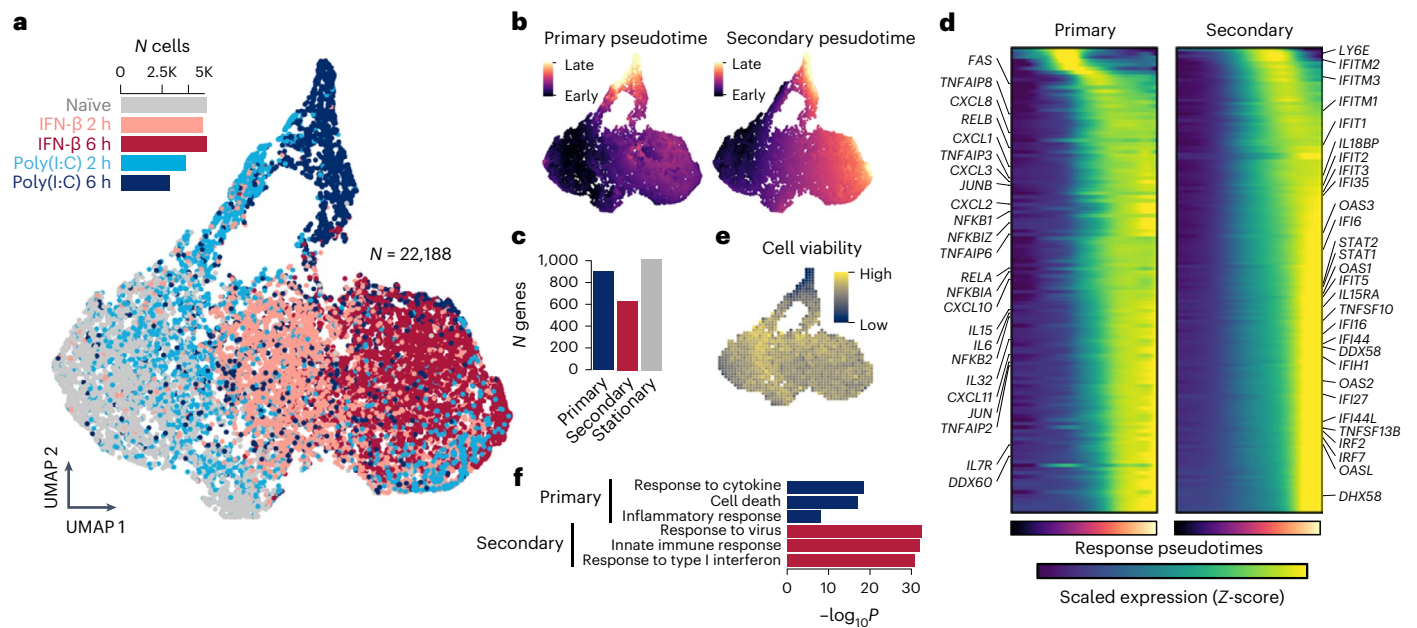 a
N cells
0 2.5K 5K
Naïve
IFN-β 2 h
IFN-β 6 h
Poly(I:C) 2 h
Poly(I:C) 6 h
N = 22,188
UMAP 2
UMAP 1
b
Primary pseudotime
Late
Early
Secondary pesudotime
Late
Early
c
N genes
1,000
800
600
400
200
0
Primary
Secondary
Stationary
e
Cell viability
High
Low
f
Primary
Response to cytokine
Cell death
Inflammatory response
Secondary
Response to virus
Innate immune response
Response to type I interferon
0 10 20 30
–log10P
d
Primary
Secondary
FAS
TNFAIP8
CXCL8
RELB
CXCL1
TNFAIP3
CXCL3
JUNB
CXCL2
NFKB1
NFKBIZ
TNFAIP6
RELA
NFKBIA
CXCL10
IL15
IL6
NFKB2
IL32
CXCL11
JUN
TNFAIP2
IL7R
DDX60
LY6E
IFITM2
IFITM3
IFITM1
IFIT1
IL18BP
IFIT2
IFIT3
IFI35
OAS3
IFI6
STAT2
STAT1
OAS1
IFIT5
IL15RA
TNFSF10
IFI16
IFI44
DDX58
IFIH1
OAS2
IFI27
IFI44L
TNFSF13B
IRF2
IRF7
OASL
DHX58
Response pseudotimes
Scaled expression (Z-score)